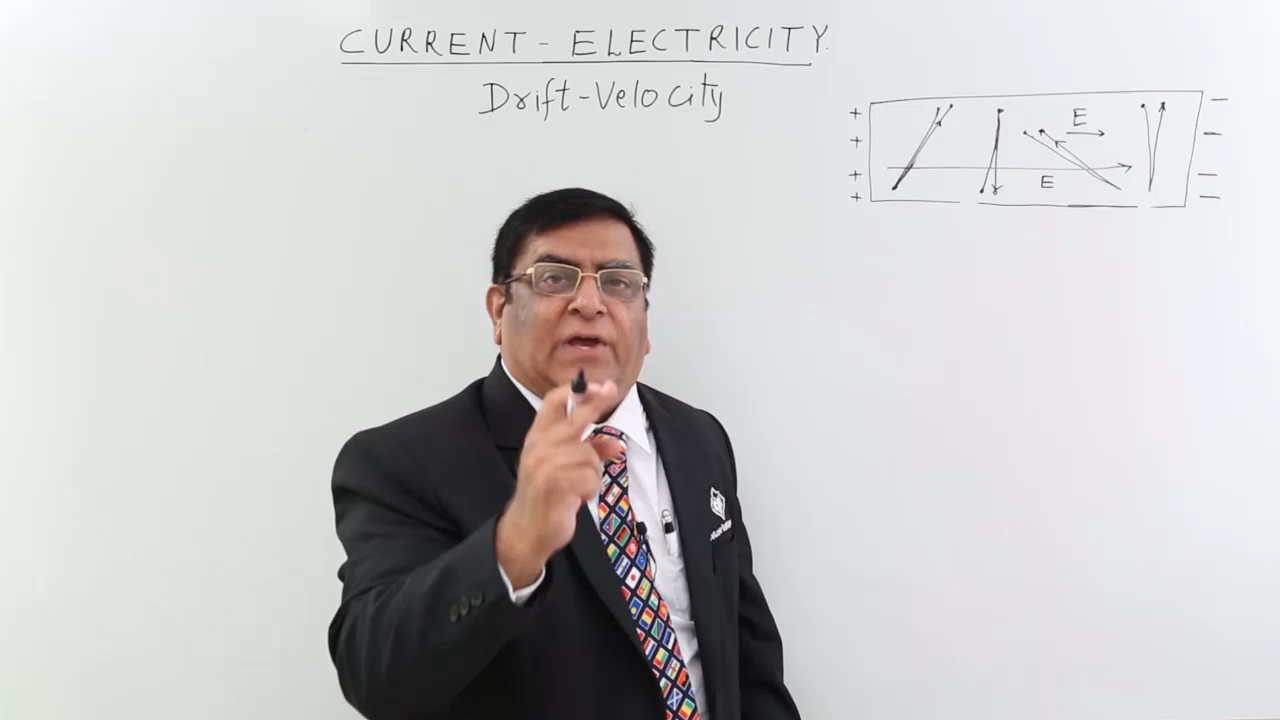 CURRENT - ELECTRICITY.
Drift - Velocity
+ E −
+ −
+ E −
+ −